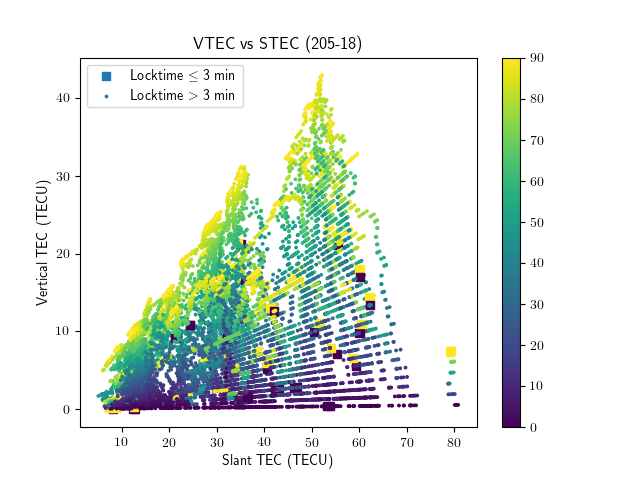 VTEC vs STEC (205-18)
Locktime ≤ 3 min
Locktime > 3 min
40
30
20
10
0
Vertical TEC (TECU)
10 20 30 40 50 60 70 80
Slant TEC (TECU)
90
80
70
60
50
40
30
20
10
0